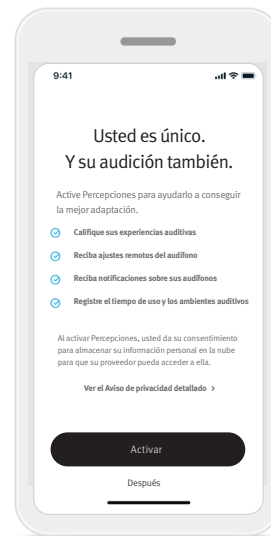 9:41
Usted es único.
Y su audición también.
Active Percepciones para ayudarlo a conseguir
la mejor adaptación.
Califique sus experiencias auditivas
Reciba ajustes remotos del audífono
Reciba notificaciones sobre sus audífonos
Registre el tiempo de uso y los ambientes auditivos
Al activar Percepciones, usted da su consentimiento
para almacenar su información personal en la nube
para que su proveedor pueda acceder a ella.
Ver el Aviso de privacidad detallado ›
Activar
Después